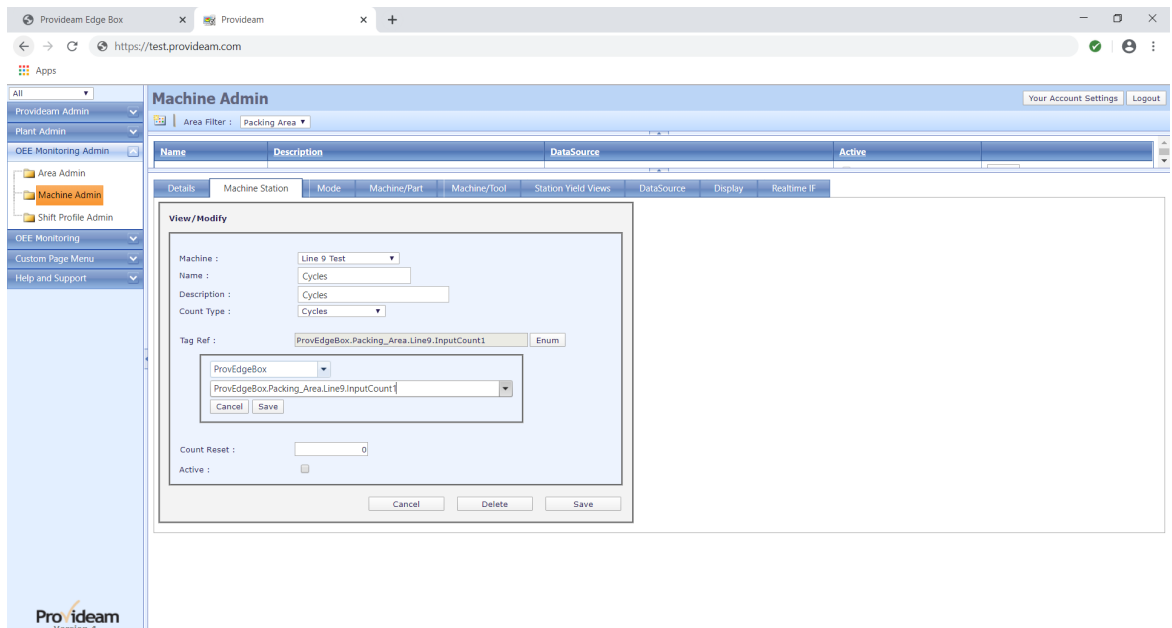 Provideam Edge Box
Provideam
https://test.provideam.com
Apps
All
Provideam Admin
Plant Admin
OEE Monitoring Admin
Area Admin
Machine Admin
Shift Profile Admin
OEE Monitoring
Custom Page Menu
Help and Support
Machine Admin
Your Account Settings Logout
Area Filter : Packing Area
Name Description DataSource Active
Details Machine Station Mode Machine/Part Machine/Tool Station Yield Views DataSource Display Realtime IF
View/Modify
Machine : Line 9 Test
Name : Cycles
Description : Cycles
Count Type : Cycles
Tag Ref : ProvEdgeBox.Packing_Area.Line9.InputCount1 Enum
ProvEdgeBox
ProvEdgeBox.Packing_Area.Line9.InputCount1
Cancel Save
Count Reset : 0
Active :
Cancel Delete Save
Provideam